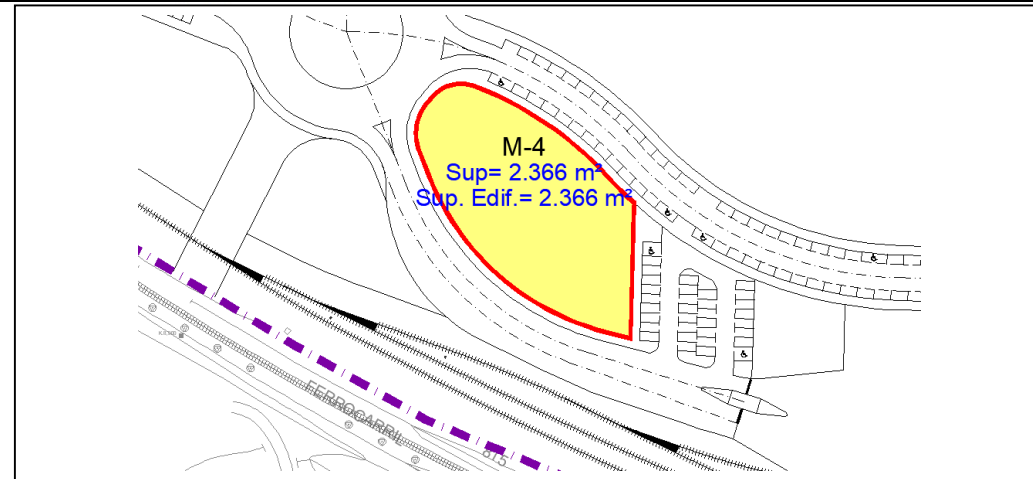 M-4
Sup= 2.366 m²
Sup. Edif.= 2.366 m²
FERROCARRIL
815